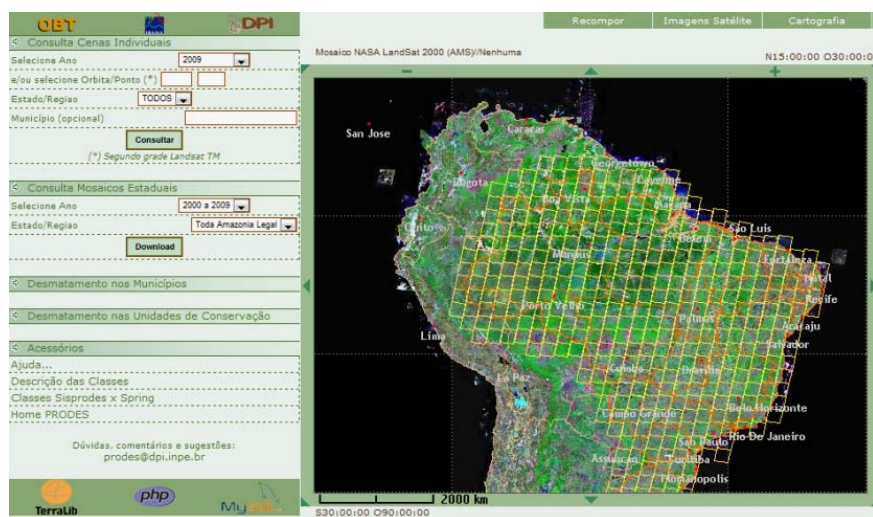 OBT
DPI
Recompor
Imagens Satélite
Cartografia
Consulta Cenas Individuais
Selecione Ano 2009
e/ou selecione Orbita/Ponto (*)
Estado/Regiao TODOS
Município (opcional)
Consultar
(*) Segundo grade Landsat TM
Consulta Mosaicos Estaduais
Selecione Ano 2000 a 2009
Estado/Regiao Toda Amazonia Legal
Download
Desmatamento nos Municípios
Desmatamento nas Unidades de Conservação
Acessórios
Ajuda...
Descrição das Classes
Classes Sisprodes x Spring
Home PRODES
Dúvidas, comentários e sugestões:
prodes@dpi.inpe.br
TerraLib
php
Mosaico NASA LandSat 2000 (AMS)//Nenhuma
N15:00:00 O30:00:0
San Jose
Caracas
Georgetown
Cayenne
Bogota
Boa Vista
Macapa
Sao Luis
Quito
Belem
Manaus
Fortaleza
Natal
Porto Velho
Recife
Palmas
Lima
Aracaju
Salvador
Cuiaba
Brasilia
La Paz
Campo Grande
Belo Horizonte
Sao Paulo
Rio De Janeiro
Assuncao
Curitiba
Florianopolis
2000 km
S30:00:00 O90:00:00